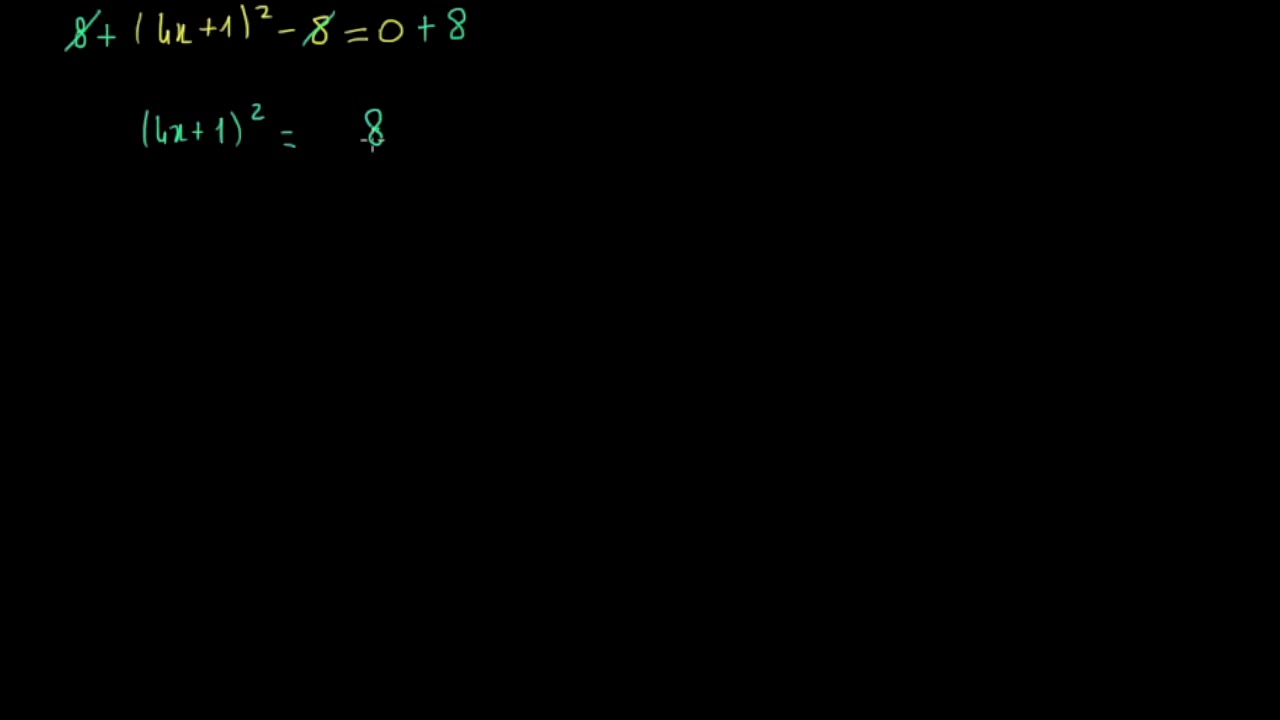 8+ (4x+1)² - 8 = 0 + 8
(4x+1)² = 8